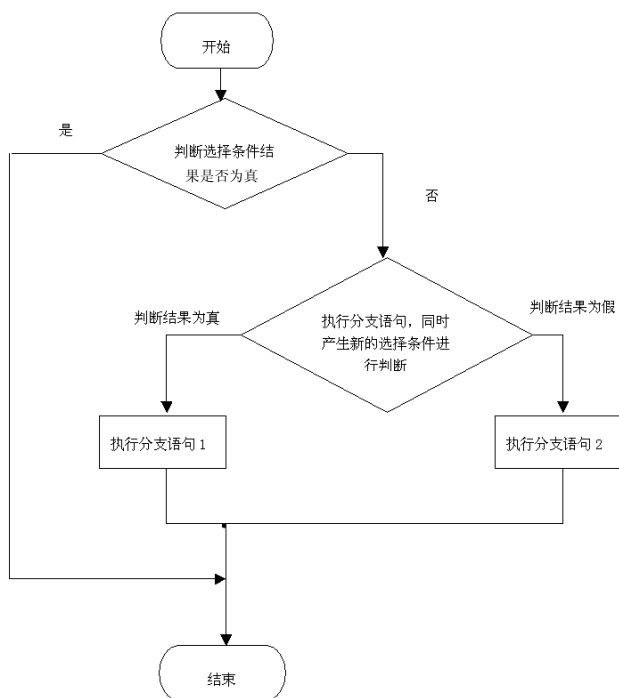 开始
是
判断选择条件结
果是否为真
否
判断结果为真
执行分支语句，同时
产生新的选择条件进
行判断
判断结果为假
执行分支语句 1
执行分支语句 2
结束